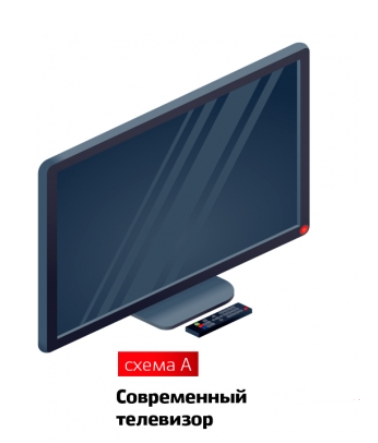 схема А
Современный
телевизор